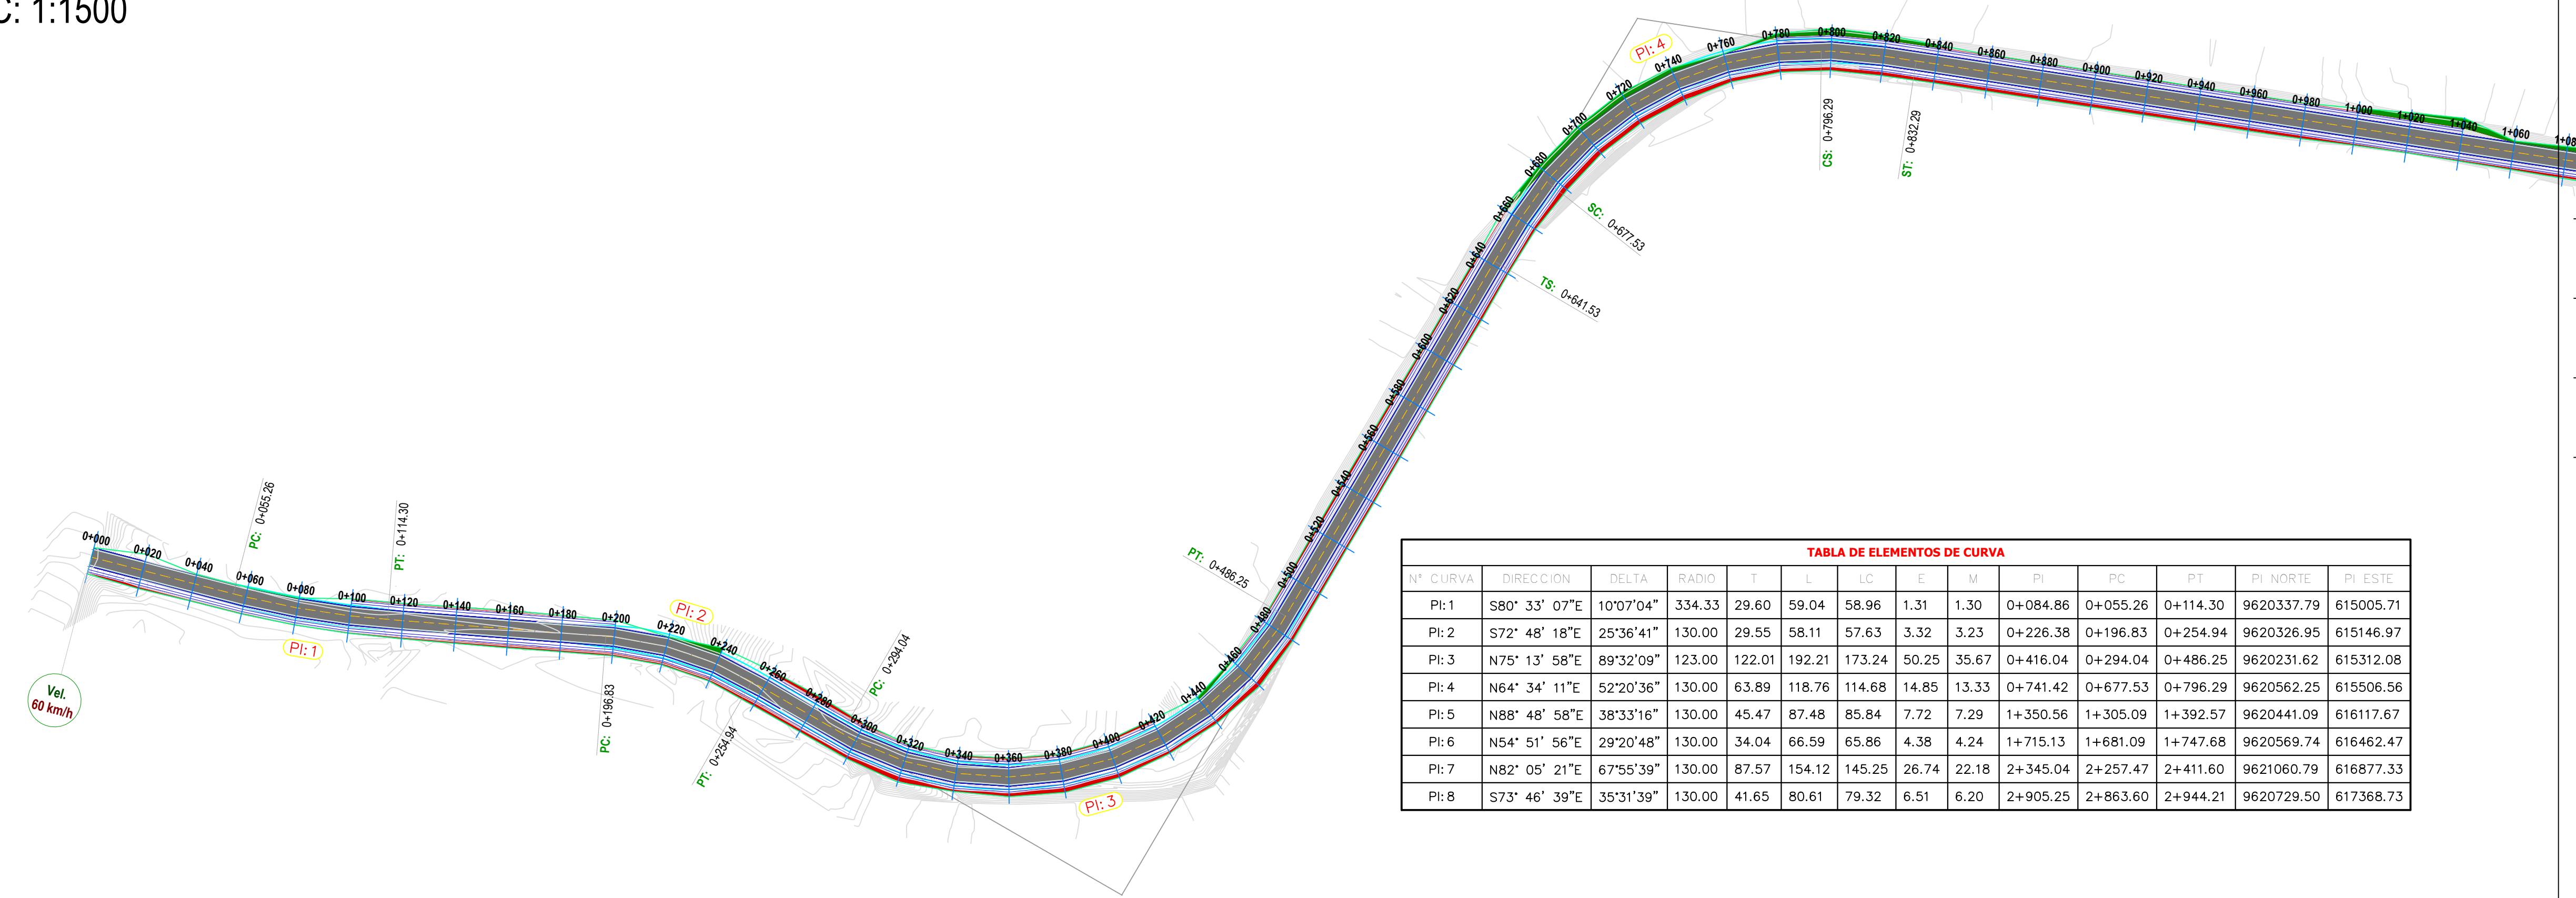 C: 1:1500
0+000
0+020
0+040
0+060
0+080
0+100
0+120
0+140
0+160
0+180
0+200
0+220
0+240
0+260
0+280
0+300
0+320
0+340
0+360
0+380
0+400
0+420
0+440
0+460
0+480
0+500
0+520
0+540
0+560
0+580
0+600
0+620
0+640
0+660
0+680
0+700
0+720
0+740
0+760
0+780
0+800
0+820
0+840
0+860
0+880
0+900
0+920
0+940
0+960
0+980
1+000
1+020
1+040
1+060
1+08
PC: 0+055.26
PT: 0+114.30
PI: 1
PC: 0+196.83
PI: 2
PT: 0+254.94
PC: 0+294.04
PI: 3
PT: 0+486.25
TS: 0+641.53
SC: 0+677.53
PI: 4
CS: 0+796.29
ST: 0+832.29
Vel.
60 km/h
TABLA DE ELEMENTOS DE CURVA
N° CURVA DIRECCION DELTA RADIO T L LC E M PI PC PT PI NORTE PI ESTE
PI: 1 S80° 33' 07"E 10°07'04" 334.33 29.60 59.04 58.96 1.31 1.30 0+084.86 0+055.26 0+114.30 9620337.79 615005.71
PI: 2 S72° 48' 18"E 25°36'41" 130.00 29.55 58.11 57.63 3.32 3.23 0+226.38 0+196.83 0+254.94 9620326.95 615146.97
PI: 3 N75° 13' 58"E 89°32'09" 123.00 122.01 192.21 173.24 50.25 35.67 0+416.04 0+294.04 0+486.25 9620231.62 615312.08
PI: 4 N64° 34' 11"E 52°20'36" 130.00 63.89 118.76 114.68 14.85 13.33 0+741.42 0+677.53 0+796.29 9620562.25 615506.56
PI: 5 N88° 48' 58"E 38°33'16" 130.00 45.47 87.48 85.84 7.72 7.29 1+350.56 1+305.09 1+392.57 9620441.09 616117.67
PI: 6 N54° 51' 56"E 29°20'48" 130.00 34.04 66.59 65.86 4.38 4.24 1+715.13 1+681.09 1+747.68 9620569.74 616462.47
PI: 7 N82° 05' 21"E 67°55'39" 130.00 87.57 154.12 145.25 26.74 22.18 2+345.04 2+257.47 2+411.60 9621060.79 616877.33
PI: 8 S73° 46' 39"E 35°31'39" 130.00 41.65 80.61 79.32 6.51 6.20 2+905.25 2+863.60 2+944.21 9620729.50 617368.73